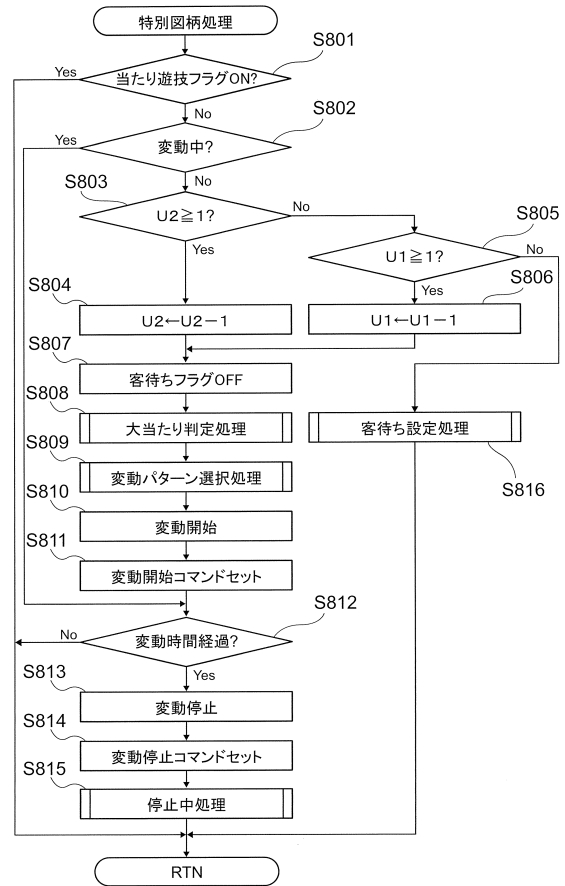 特別図柄処理
S801
当たり遊技フラグON?
Yes
No
S802
変動中?
Yes
No
S803
U2≧1?
No
Yes
S805
U1≧1?
No
Yes
S804
U2←U2−1
S806
U1←U1−1
S807
客待ちフラグOFF
S808
大当たり判定処理
客待ち設定処理
S816
S809
変動パターン選択処理
S810
変動開始
S811
変動開始コマンドセット
S812
変動時間経過?
No
Yes
S813
変動停止
S814
変動停止コマンドセット
S815
停止中処理
RTN